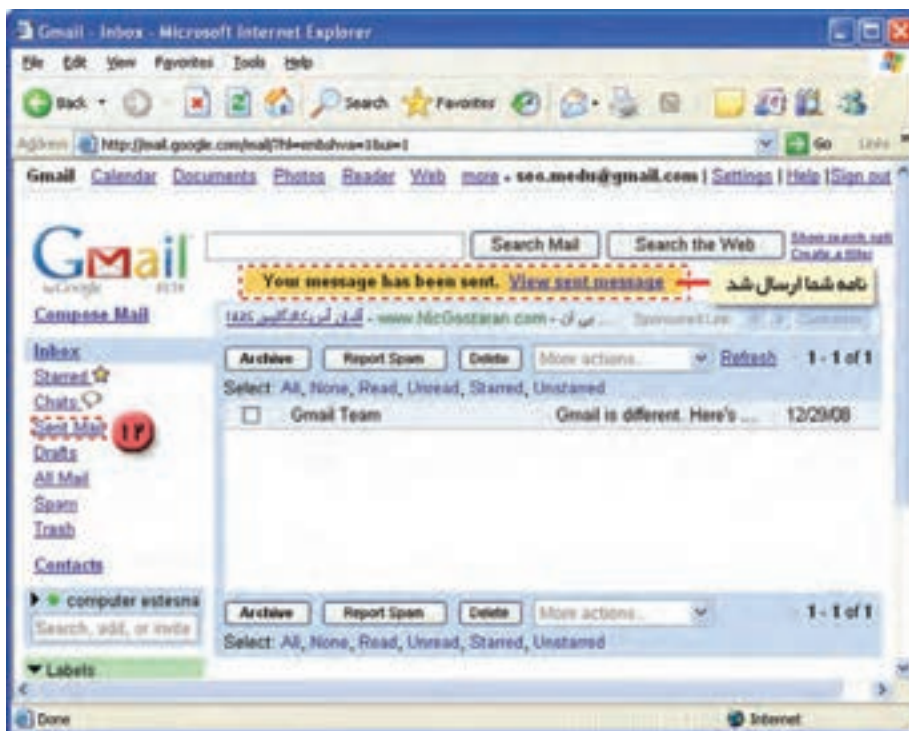 Gmail - Inbox - Microsoft Internet Explorer
File Edit View Favorites Tools Help
Back Search Favorites
Address http://mail.google.com/mail/?hl=en&shva=1&ui=1 Go Links
Gmail Calendar Documents Photos Reader Web more seo.medu@gmail.com | Settings | Help | Sign out
Gmail by Google BETA
Search Mail Search the Web Show search opti
Create a filter
Your message has been sent. View sent message نامه شما ارسال شد
Compose Mail
www.NicGostaran.com - Sponsored Link
Inbox
Archive Report Spam Delete More actions... Refresh 1 - 1 of 1
Starred
Select: All, None, Read, Unread, Starred, Unstarred
Chats
Gmail Team Gmail is different. Here's ... 12/29/08
Sent Mail ۱۲
Drafts
All Mail
Spam
Trash
Contacts
computer estesna
Archive Report Spam Delete More actions... 1 - 1 of 1
Search, add, or invite
Select: All, None, Read, Unread, Starred, Unstarred
Labels
Done Internet